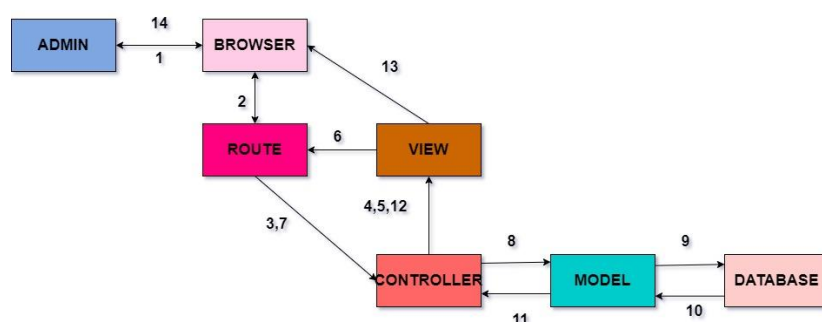 14
ADMIN
BROWSER
1
13
2
6
ROUTE
VIEW
3,7
4,5,12
8
9
CONTROLLER
MODEL
DATABASE
11
10